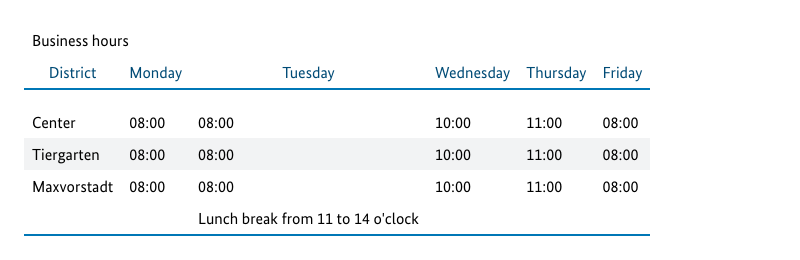 Business hours
District Monday Tuesday Wednesday Thursday Friday
Center 08:00 08:00 10:00 11:00 08:00
Tiergarten 08:00 08:00 10:00 11:00 08:00
Maxvorstadt 08:00 08:00 10:00 11:00 08:00
Lunch break from 11 to 14 o'clock